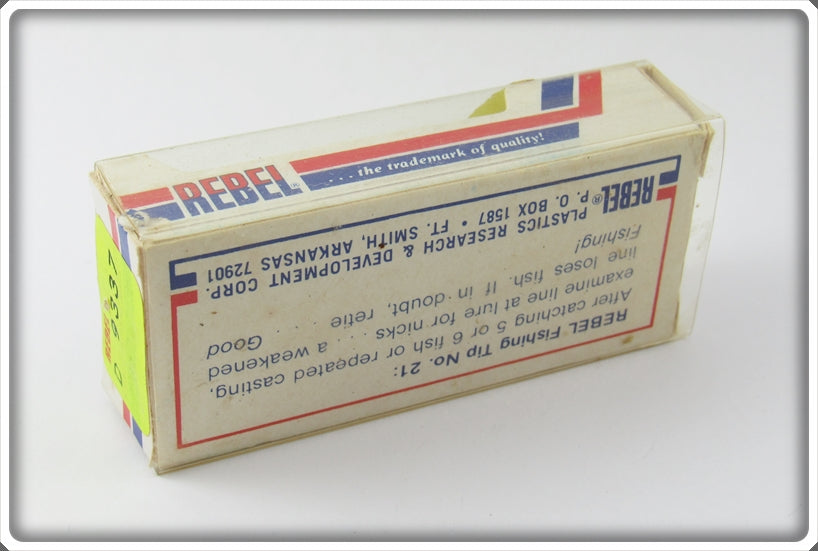 REBEL®
... the trademark of quality!
REBEL Fishing Tip No. 21:
After catching 5 or 6 fish or repeated casting,
examine line at lure for nicks ... a weakened
line loses fish. If in doubt, retie ... Good
Fishing!
REBEL® P. O. BOX 1587 • FT. SMITH, ARKANSAS 72901
PLASTICS RESEARCH & DEVELOPMENT CORP.